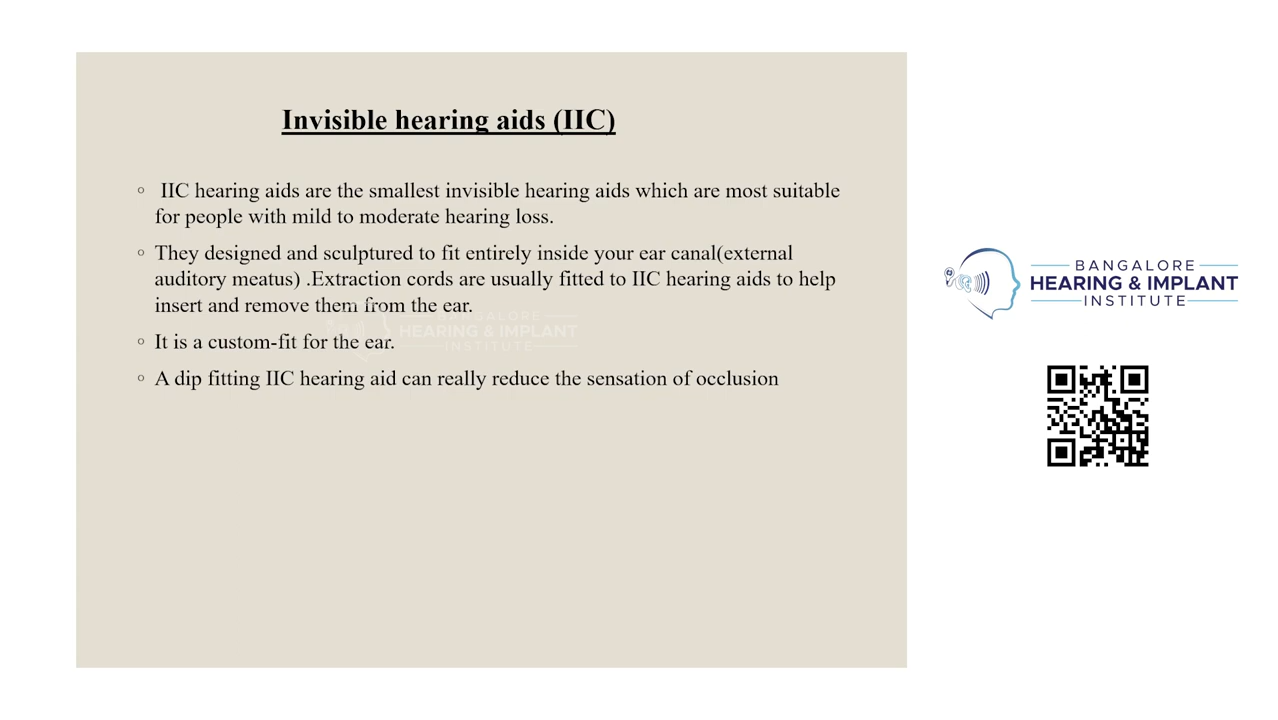 Invisible hearing aids (IIC)
◦ IIC hearing aids are the smallest invisible hearing aids which are most suitable
for people with mild to moderate hearing loss.
◦ They designed and sculptured to fit entirely inside your ear canal(external
auditory meatus) .Extraction cords are usually fitted to IIC hearing aids to help
insert and remove them from the ear.
◦ It is a custom-fit for the ear.
◦ A dip fitting IIC hearing aid can really reduce the sensation of occlusion
BANGALORE
HEARING & IMPLANT
INSTITUTE
BANGALORE
HEARING & IMPLANT
INSTITUTE